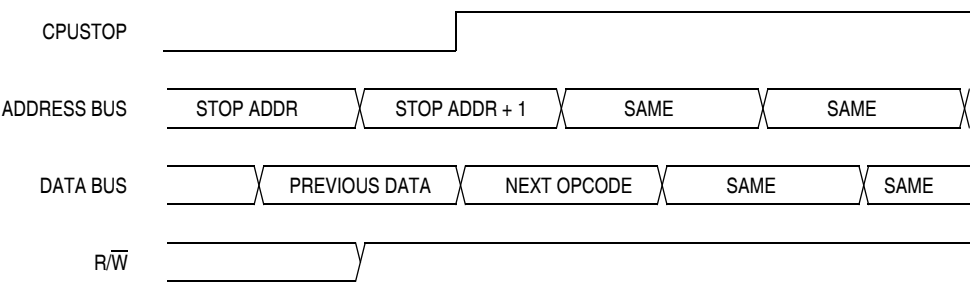 CPUSTOP
ADDRESS BUS STOP ADDR STOP ADDR + 1 SAME SAME
DATA BUS PREVIOUS DATA NEXT OPCODE SAME SAME
R/W̅